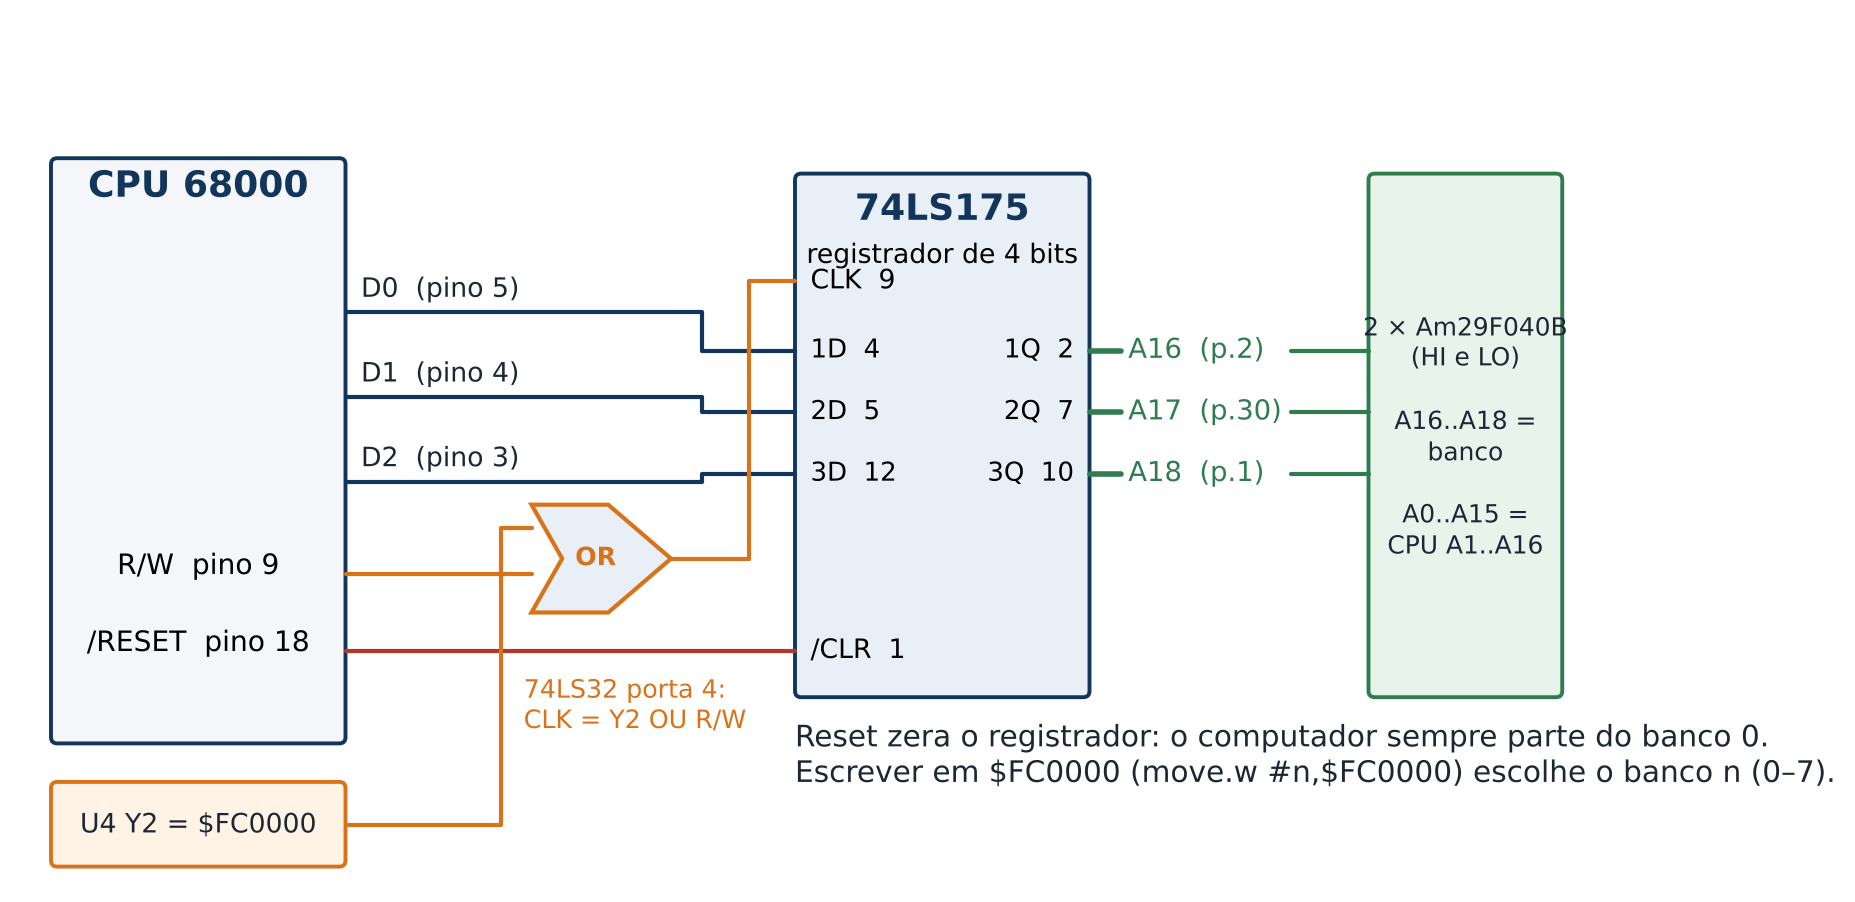 CPU 68000
D0  (pino 5)
D1  (pino 4)
D2  (pino 3)
R/W  pino 9
/RESET  pino 18
U4 Y2 = $FC0000
OR
74LS32 porta 4:
CLK = Y2 OU R/W
74LS175
registrador de 4 bits
CLK  9
1D  4
1Q  2
2D  5
2Q  7
3D  12
3Q  10
/CLR  1
A16  (p.2)
A17  (p.30)
A18  (p.1)
2 × Am29F040B
(HI e LO)
A16..A18 =
banco
A0..A15 =
CPU A1..A16
Reset zera o registrador: o computador sempre parte do banco 0.
Escrever em $FC0000 (move.w #n,$FC0000) escolhe o banco n (0–7).